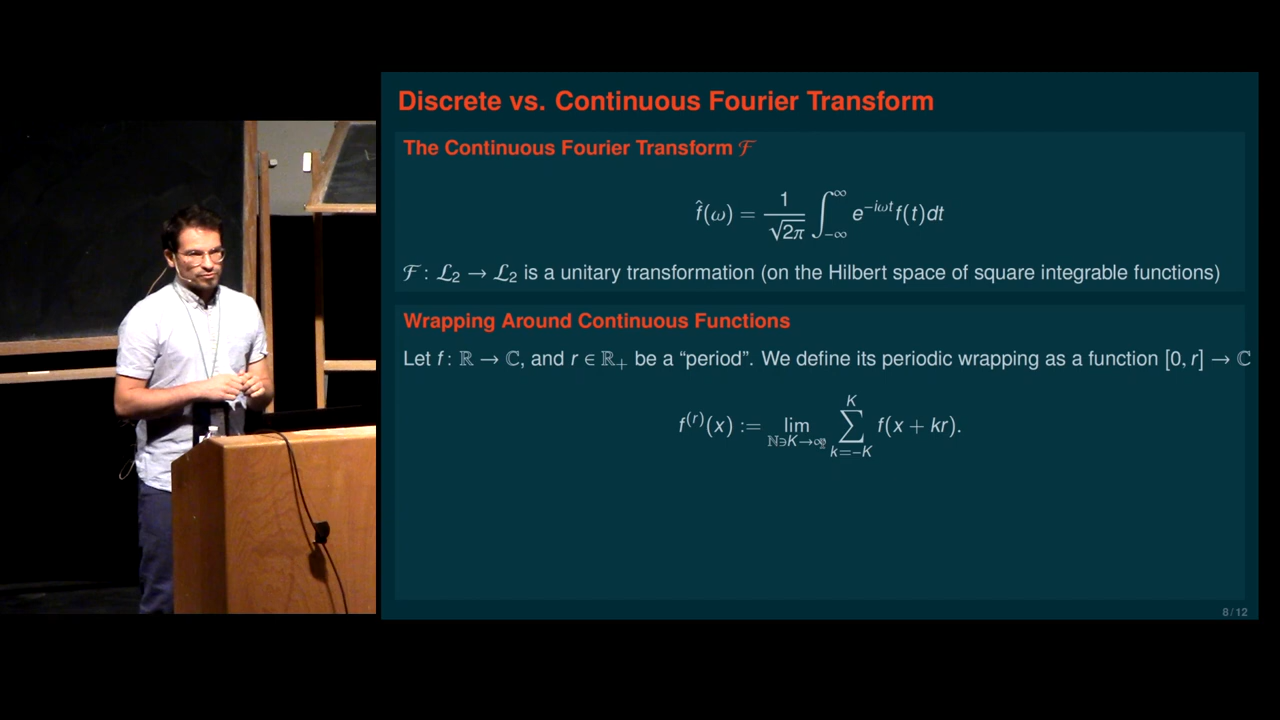 Discrete vs. Continuous Fourier Transform
The Continuous Fourier Transform ℱ
f̂(ω) = 1/√2π ∫_{−∞}^{∞} e^{−iωt} f(t)dt
ℱ: ℒ₂ → ℒ₂ is a unitary transformation (on the Hilbert space of square integrable functions)
Wrapping Around Continuous Functions
Let f: ℝ → ℂ, and r ∈ ℝ₊ be a “period”. We define its periodic wrapping as a function [0, r] → ℂ
f^{(r)}(x) := lim_{ℕ∋K→∞} ∑_{k=−K}^{K} f(x + kr).
8 / 12